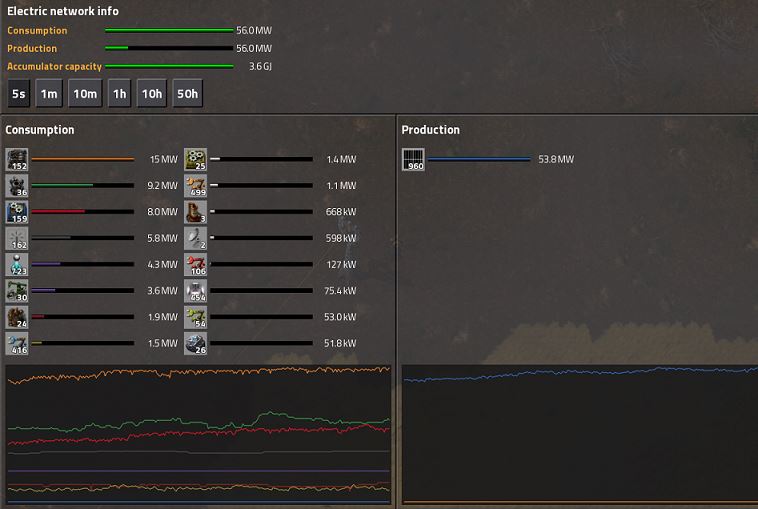 Electric network info
Consumption 56.0 MW
Production 56.0 MW
Accumulator capacity 3.6 GJ
5s 1m 10m 1h 10h 50h
Consumption
152 15 MW 25 1.4 MW
36 9.2 MW 499 1.1 MW
159 8.0 MW 3 668 kW
162 5.8 MW 2 598 kW
123 4.3 MW 106 127 kW
30 3.6 MW 454 75.4 kW
24 1.9 MW 54 53.0 kW
416 1.5 MW 26 51.8 kW
Production
960 53.8 MW